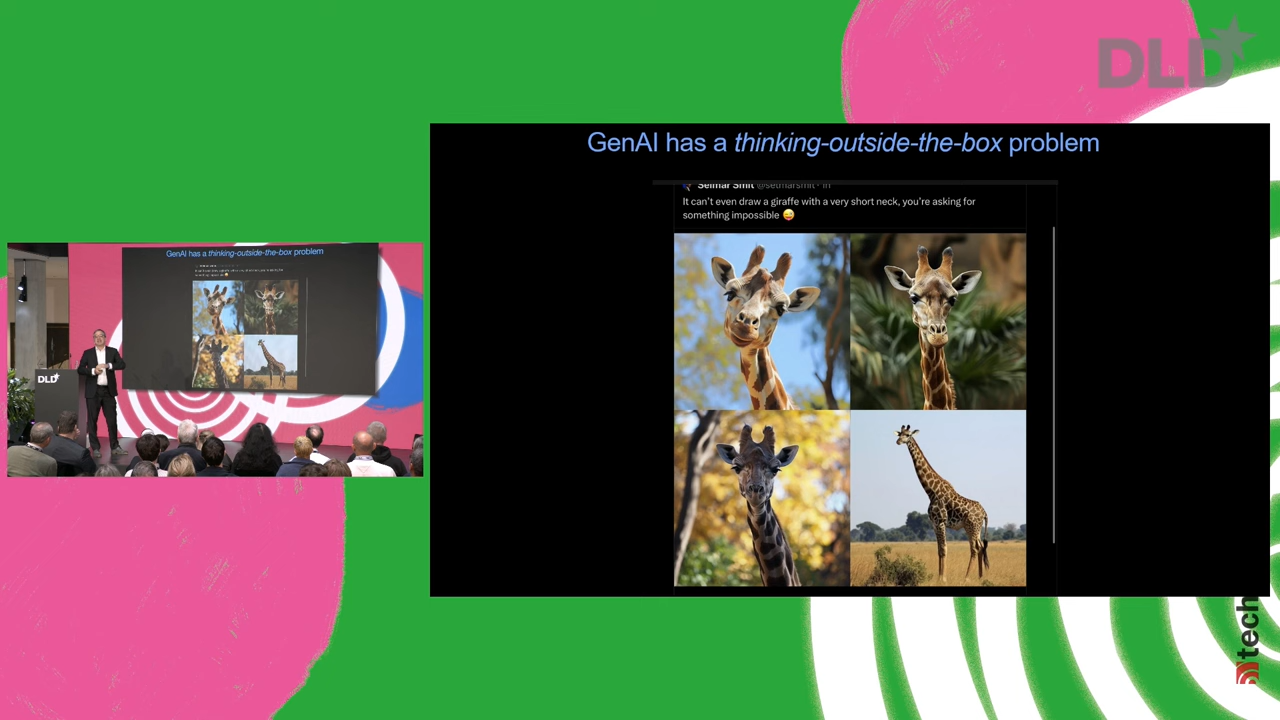 DLD
GenAI has a thinking-outside-the-box problem
Selmar Smit @selmarsmit
It can't even draw a giraffe with a very short neck, you're asking for
something impossible 😜
GenAI has a thinking-outside-the-box problem
DLD
tech